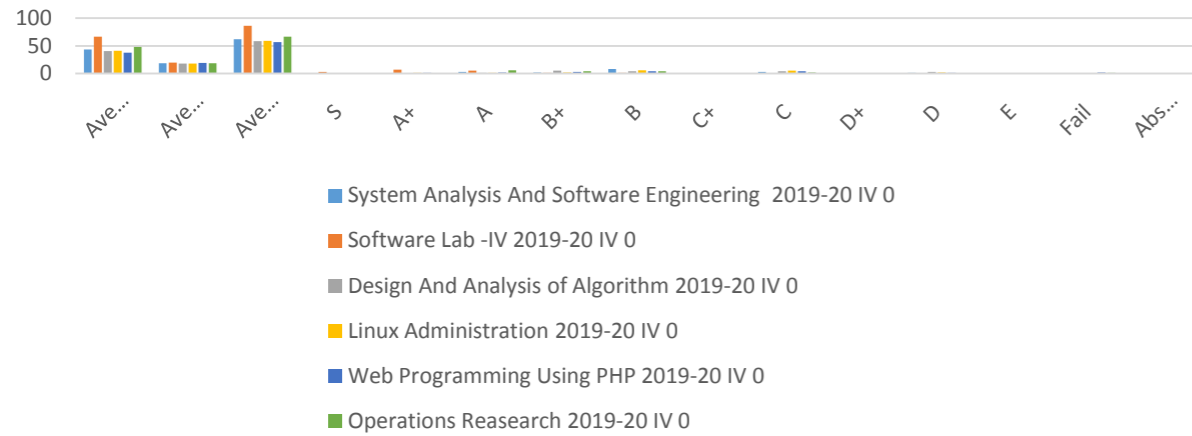 100
50
0
Ave...
Ave...
Ave...
S
A+
A
B+
B
C+
C
D+
D
E
Fail
Abs...
System Analysis And Software Engineering 2019-20 IV 0
Software Lab -IV 2019-20 IV 0
Design And Analysis of Algorithm 2019-20 IV 0
Linux Administration 2019-20 IV 0
Web Programming Using PHP 2019-20 IV 0
Operations Reasearch 2019-20 IV 0